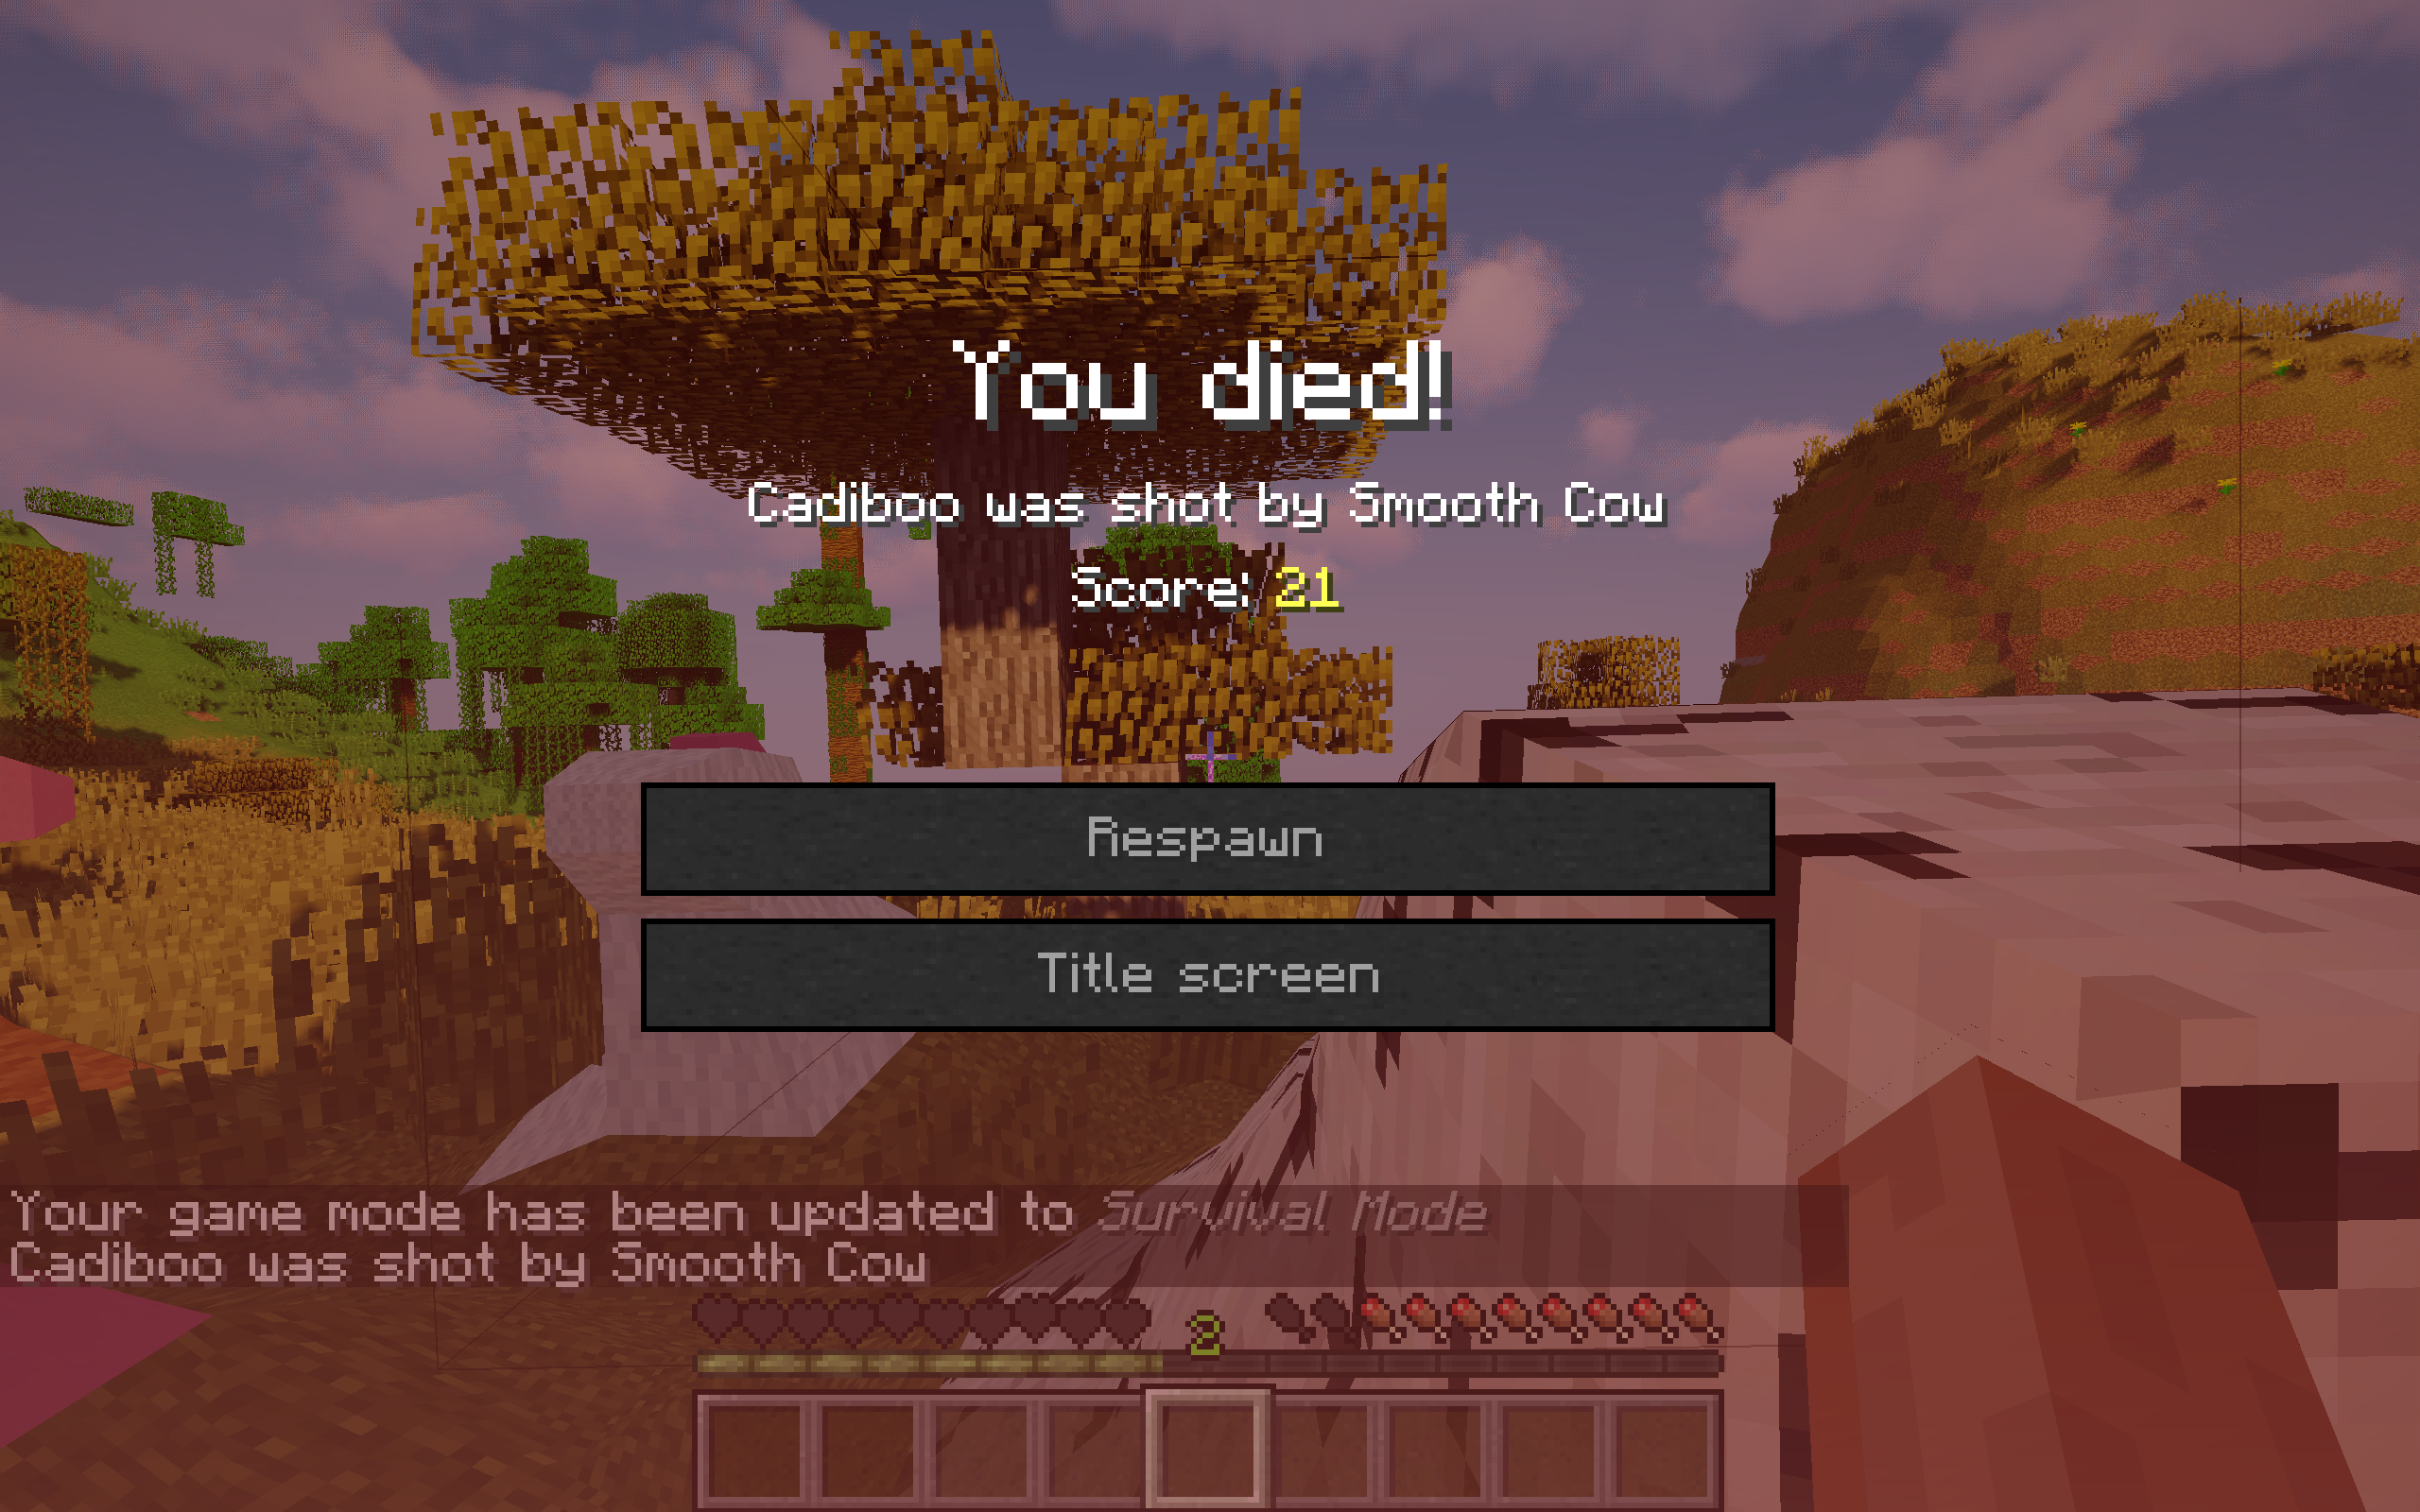 You died!
Cadiboo was shot by Smooth Cow
Score: 21
Respawn
Title screen
Your game mode has been updated to Survival Mode
Cadiboo was shot by Smooth Cow
2